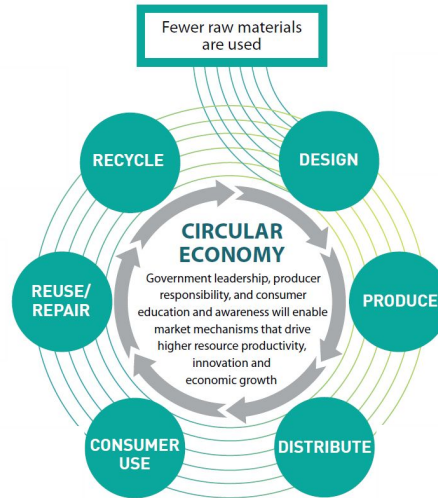 Fewer raw materials
are used
RECYCLE
DESIGN
CIRCULAR
ECONOMY
Government leadership, producer
responsibility, and consumer
education and awareness will enable
market mechanisms that drive
higher resource productivity,
innovation and
economic growth
REUSE/
REPAIR
PRODUCE
CONSUMER
USE
DISTRIBUTE